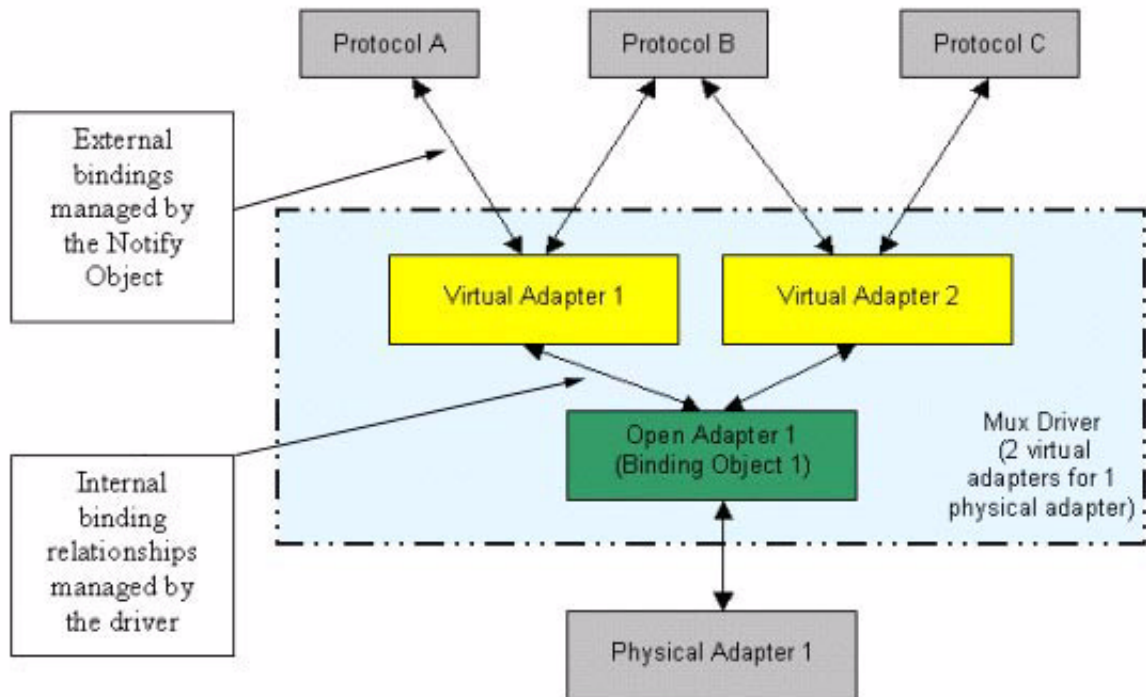 Protocol A
Protocol B
Protocol C
External
bindings
managed by
the Notify
Object
Virtual Adapter 1
Virtual Adapter 2
Open Adapter 1
(Binding Object 1)
Mux Driver
(2 virtual
adapters for 1
physical adapter)
Internal
binding
relationships
managed by
the driver
Physical Adapter 1